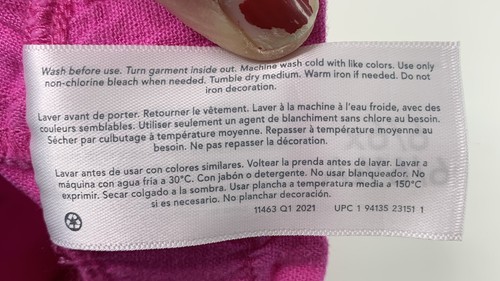 Wash before use. Turn garment inside out. Machine wash cold with like colors. Use only
non-chlorine bleach when needed. Tumble dry medium. Warm iron if needed. Do not
iron decoration.
Laver avant de porter. Retourner le vêtement. Laver à la machine à l'eau froide, avec des
couleurs semblables. Utiliser seulement un agent de blanchiment sans chlore au besoin.
Sécher par culbutage à température moyenne. Repasser à température moyenne au
besoin. Ne pas repasser la décoration.
Lavar antes de usar con colores similares. Voltear la prenda antes de lavar. Lavar a
máquina con agua fría a 30°C. Con jabón o detergente. No usar blanqueador. No
exprimir. Secar colgado a la sombra. Usar plancha a temperatura media a 150°C
si es necesario. No planchar decoración.
11463 Q1 2021 UPC 1 94135 23151 1